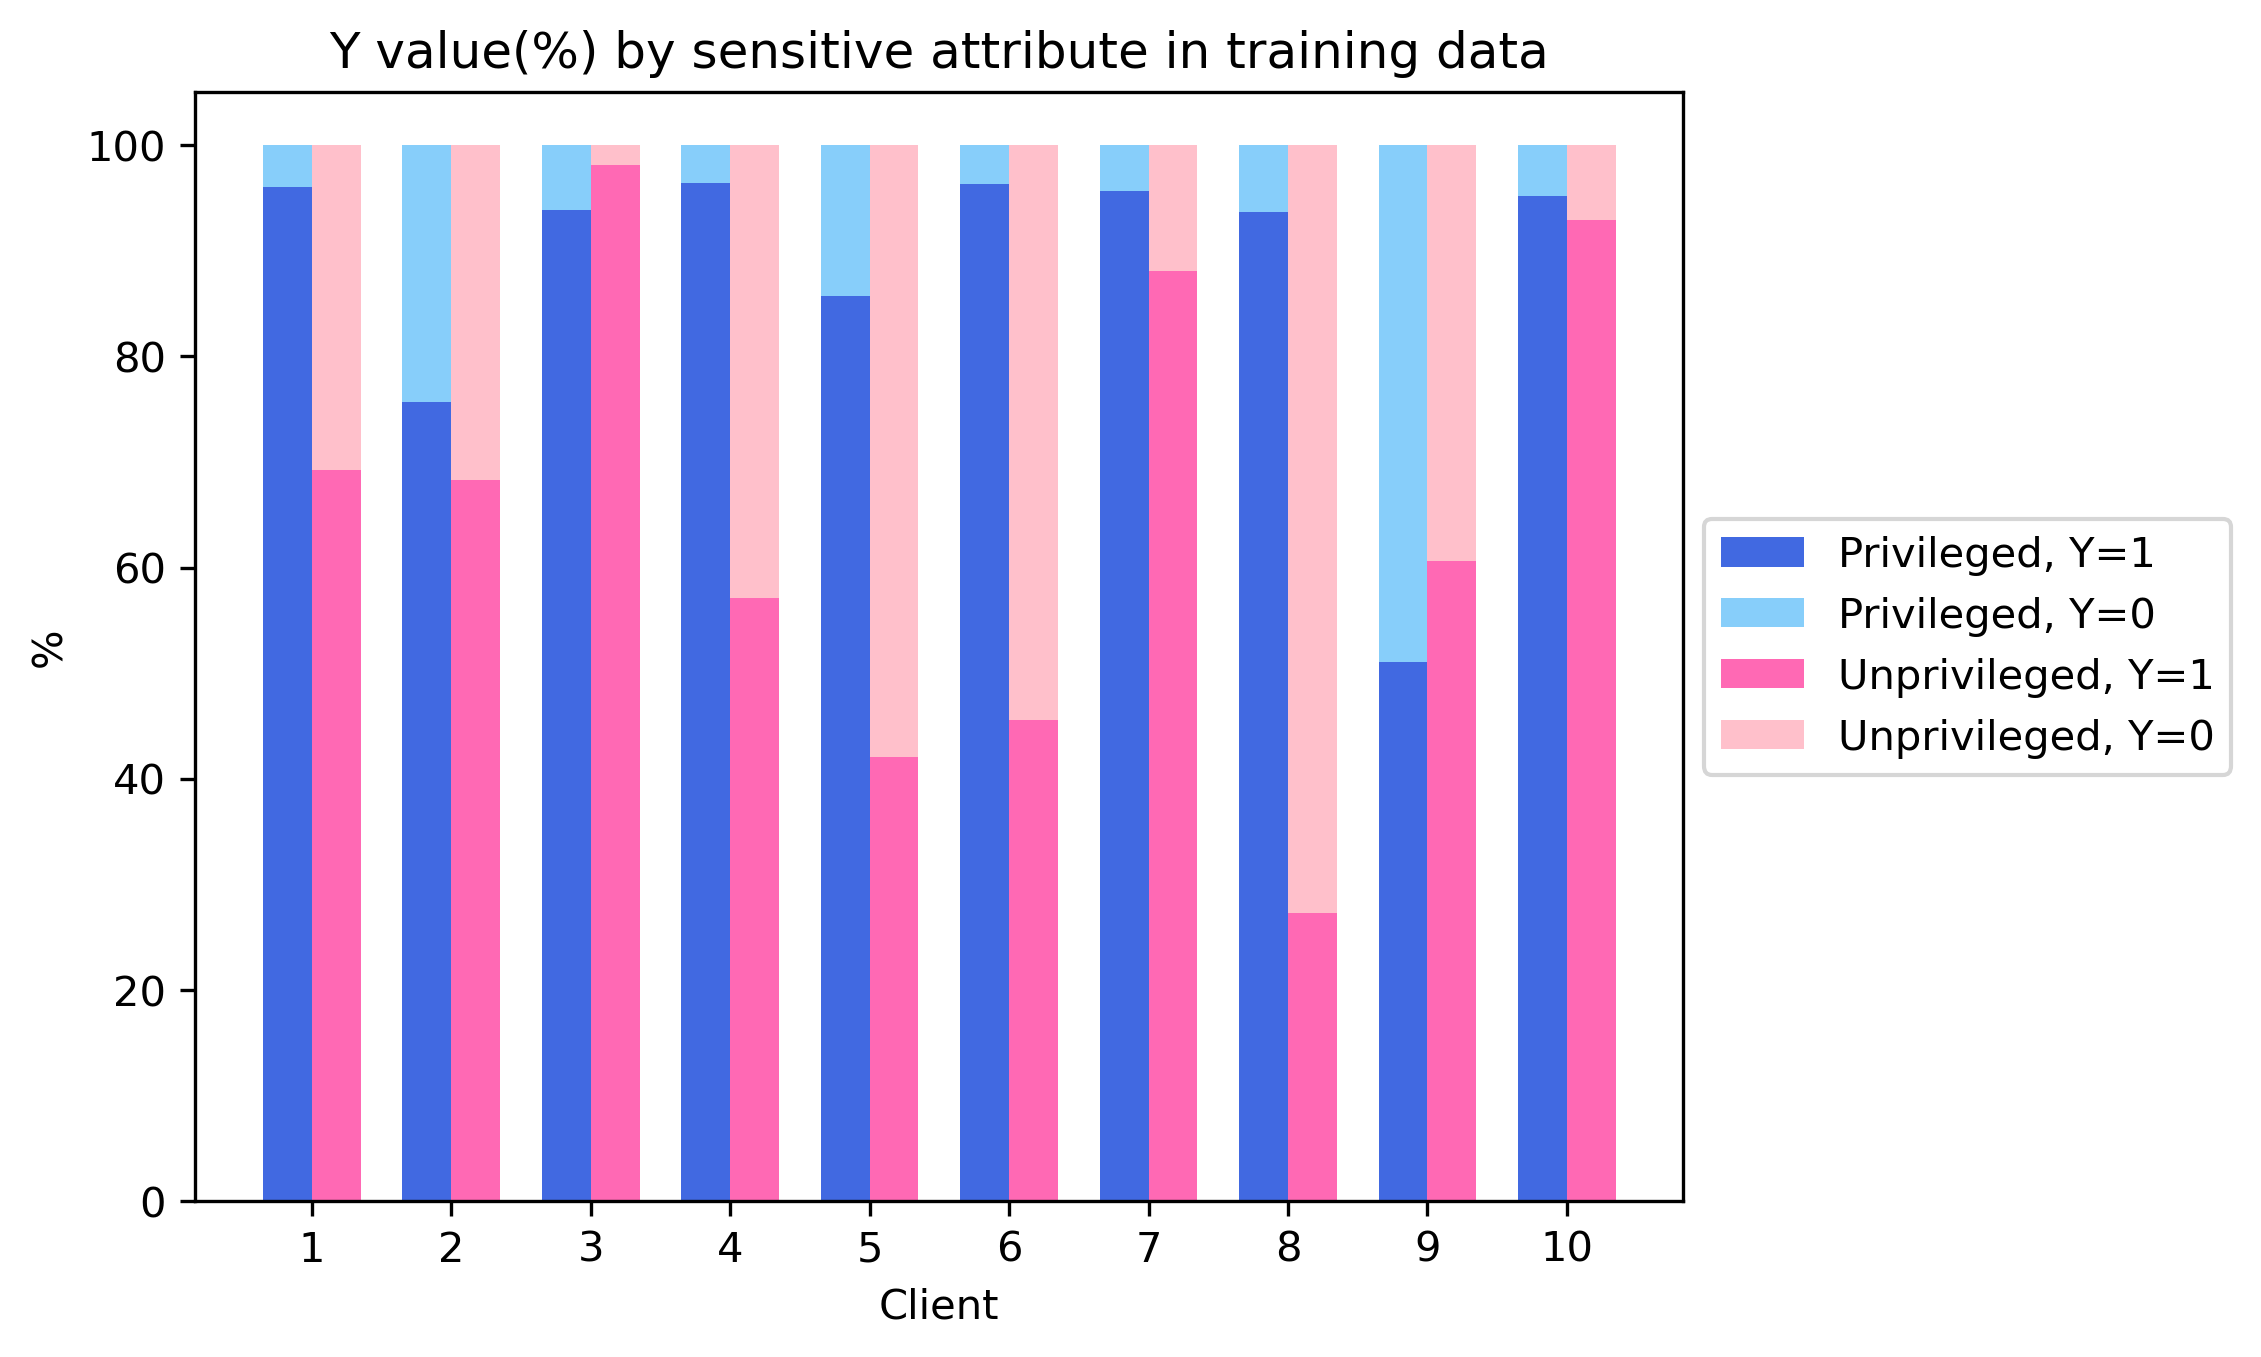 Y value(%) by sensitive attribute in training data
100
80
60
40
20
0
%
1 2 3 4 5 6 7 8 9 10
Client
Privileged, Y=1
Privileged, Y=0
Unprivileged, Y=1
Unprivileged, Y=0